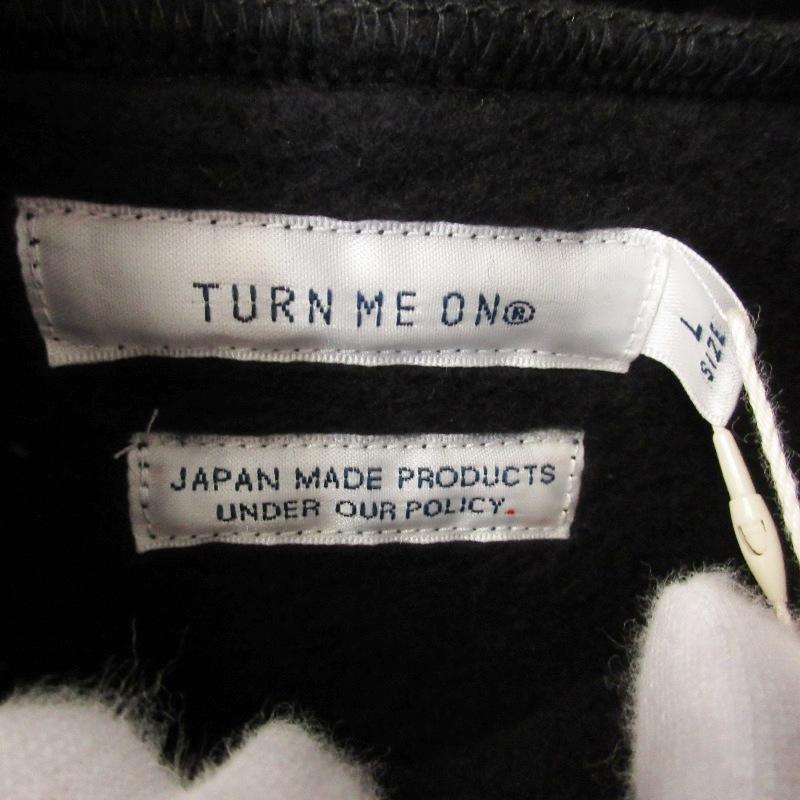 TURN ME ON®
L
SIZE
JAPAN MADE PRODUCTS
UNDER OUR POLICY.